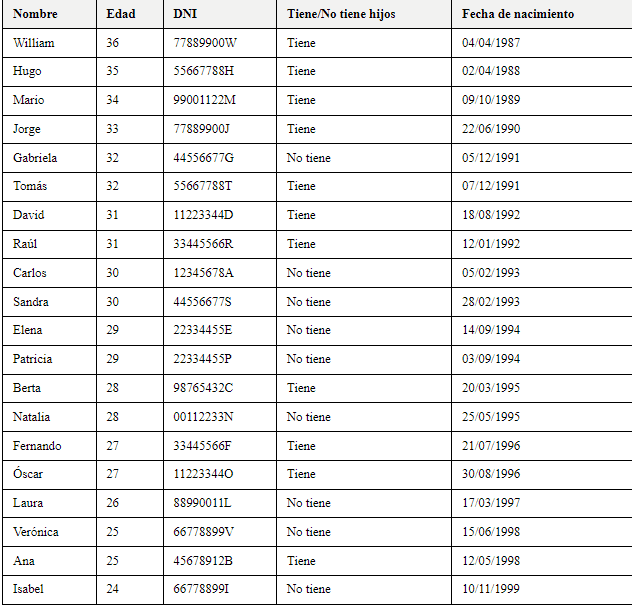 Nombre Edad DNI Tiene/No tiene hijos Fecha de nacimiento
William 36 77889900W Tiene 04/04/1987
Hugo 35 55667788H Tiene 02/04/1988
Mario 34 99001122M Tiene 09/10/1989
Jorge 33 77889900J Tiene 22/06/1990
Gabriela 32 44556677G No tiene 05/12/1991
Tomás 32 55667788T Tiene 07/12/1991
David 31 11223344D Tiene 18/08/1992
Raúl 31 33445566R Tiene 12/01/1992
Carlos 30 12345678A No tiene 05/02/1993
Sandra 30 44556677S No tiene 28/02/1993
Elena 29 22334455E No tiene 14/09/1994
Patricia 29 22334455P No tiene 03/09/1994
Berta 28 98765432C Tiene 20/03/1995
Natalia 28 00112233N No tiene 25/05/1995
Fernando 27 33445566F Tiene 21/07/1996
Óscar 27 11223344O Tiene 30/08/1996
Laura 26 88990011L No tiene 17/03/1997
Verónica 25 66778899V No tiene 15/06/1998
Ana 25 45678912B Tiene 12/05/1998
Isabel 24 66778899I No tiene 10/11/1999